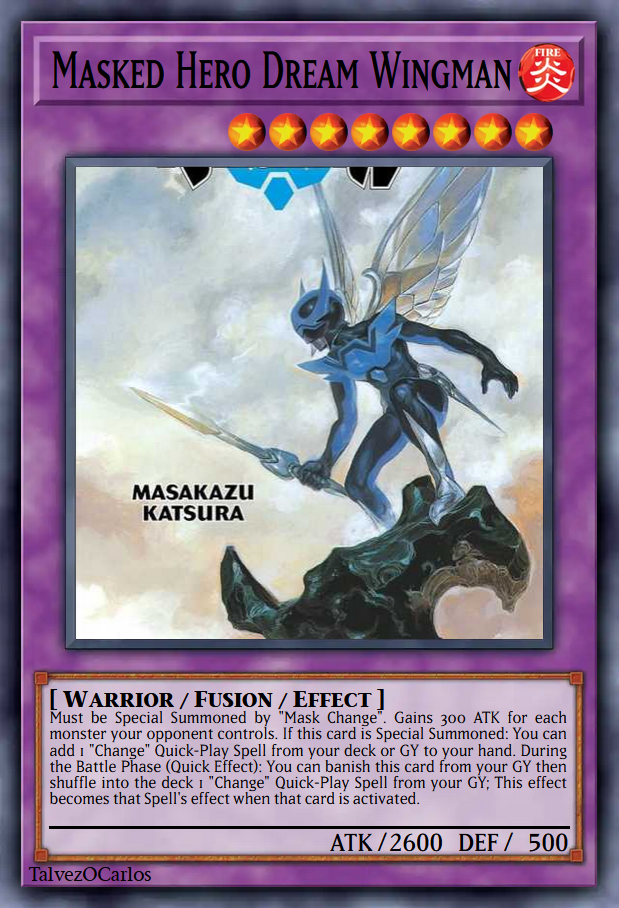 Masked Hero Dream Wingman
FIRE
炎
MASAKAZU
KATSURA
[ Warrior / Fusion / Effect ]
Must be Special Summoned by "Mask Change". Gains 300 ATK for each
monster your opponent controls. If this card is Special Summoned: You can
add 1 "Change" Quick-Play Spell from your deck or GY to your hand. During
the Battle Phase (Quick Effect): You can banish this card from your GY then
shuffle into the deck 1 "Change" Quick-Play Spell from your GY; This effect
becomes that Spell's effect when that card is activated.
ATK/2600 DEF/ 500
TalvezOCarlos